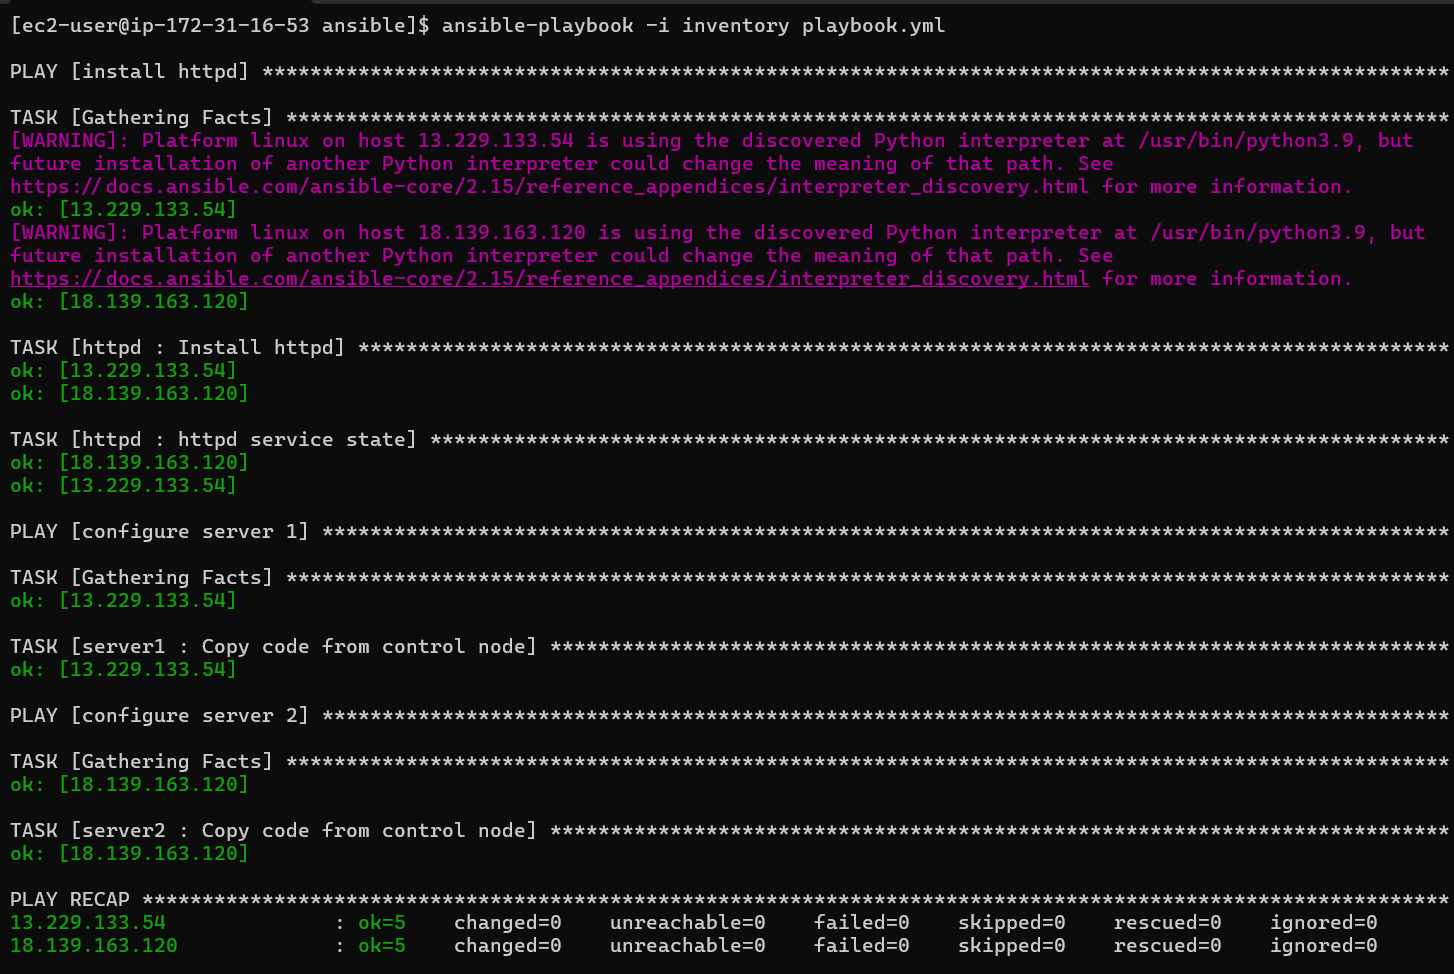 [ec2-user@ip-172-31-16-53 ansible]$ ansible-playbook -i inventory playbook.yml
PLAY [install httpd] ***************************************************************************************************
TASK [Gathering Facts] *************************************************************************************************
[WARNING]: Platform linux on host 13.229.133.54 is using the discovered Python interpreter at /usr/bin/python3.9, but
future installation of another Python interpreter could change the meaning of that path. See
https://docs.ansible.com/ansible-core/2.15/reference_appendices/interpreter_discovery.html for more information.
ok: [13.229.133.54]
[WARNING]: Platform linux on host 18.139.163.120 is using the discovered Python interpreter at /usr/bin/python3.9, but
future installation of another Python interpreter could change the meaning of that path. See
https://docs.ansible.com/ansible-core/2.15/reference_appendices/interpreter_discovery.html for more information.
ok: [18.139.163.120]
TASK [httpd : Install httpd] *******************************************************************************************
ok: [13.229.133.54]
ok: [18.139.163.120]
TASK [httpd : httpd service state] *************************************************************************************
ok: [18.139.163.120]
ok: [13.229.133.54]
PLAY [configure server 1] **********************************************************************************************
TASK [Gathering Facts] *************************************************************************************************
ok: [13.229.133.54]
TASK [server1 : Copy code from control node] ***************************************************************************
ok: [13.229.133.54]
PLAY [configure server 2] **********************************************************************************************
TASK [Gathering Facts] *************************************************************************************************
ok: [18.139.163.120]
TASK [server2 : Copy code from control node] ***************************************************************************
ok: [18.139.163.120]
PLAY RECAP *************************************************************************************************************
13.229.133.54              : ok=5    changed=0    unreachable=0    failed=0    skipped=0    rescued=0    ignored=0
18.139.163.120             : ok=5    changed=0    unreachable=0    failed=0    skipped=0    rescued=0    ignored=0